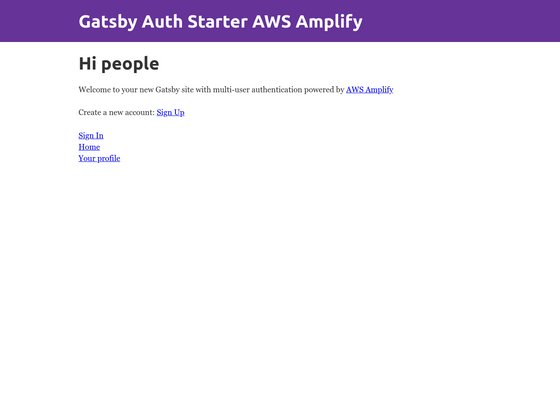 Gatsby Auth Starter AWS Amplify
Hi people
Welcome to your new Gatsby site with multi-user authentication powered by AWS Amplify
Create a new account: Sign Up
Sign In
Home
Your profile